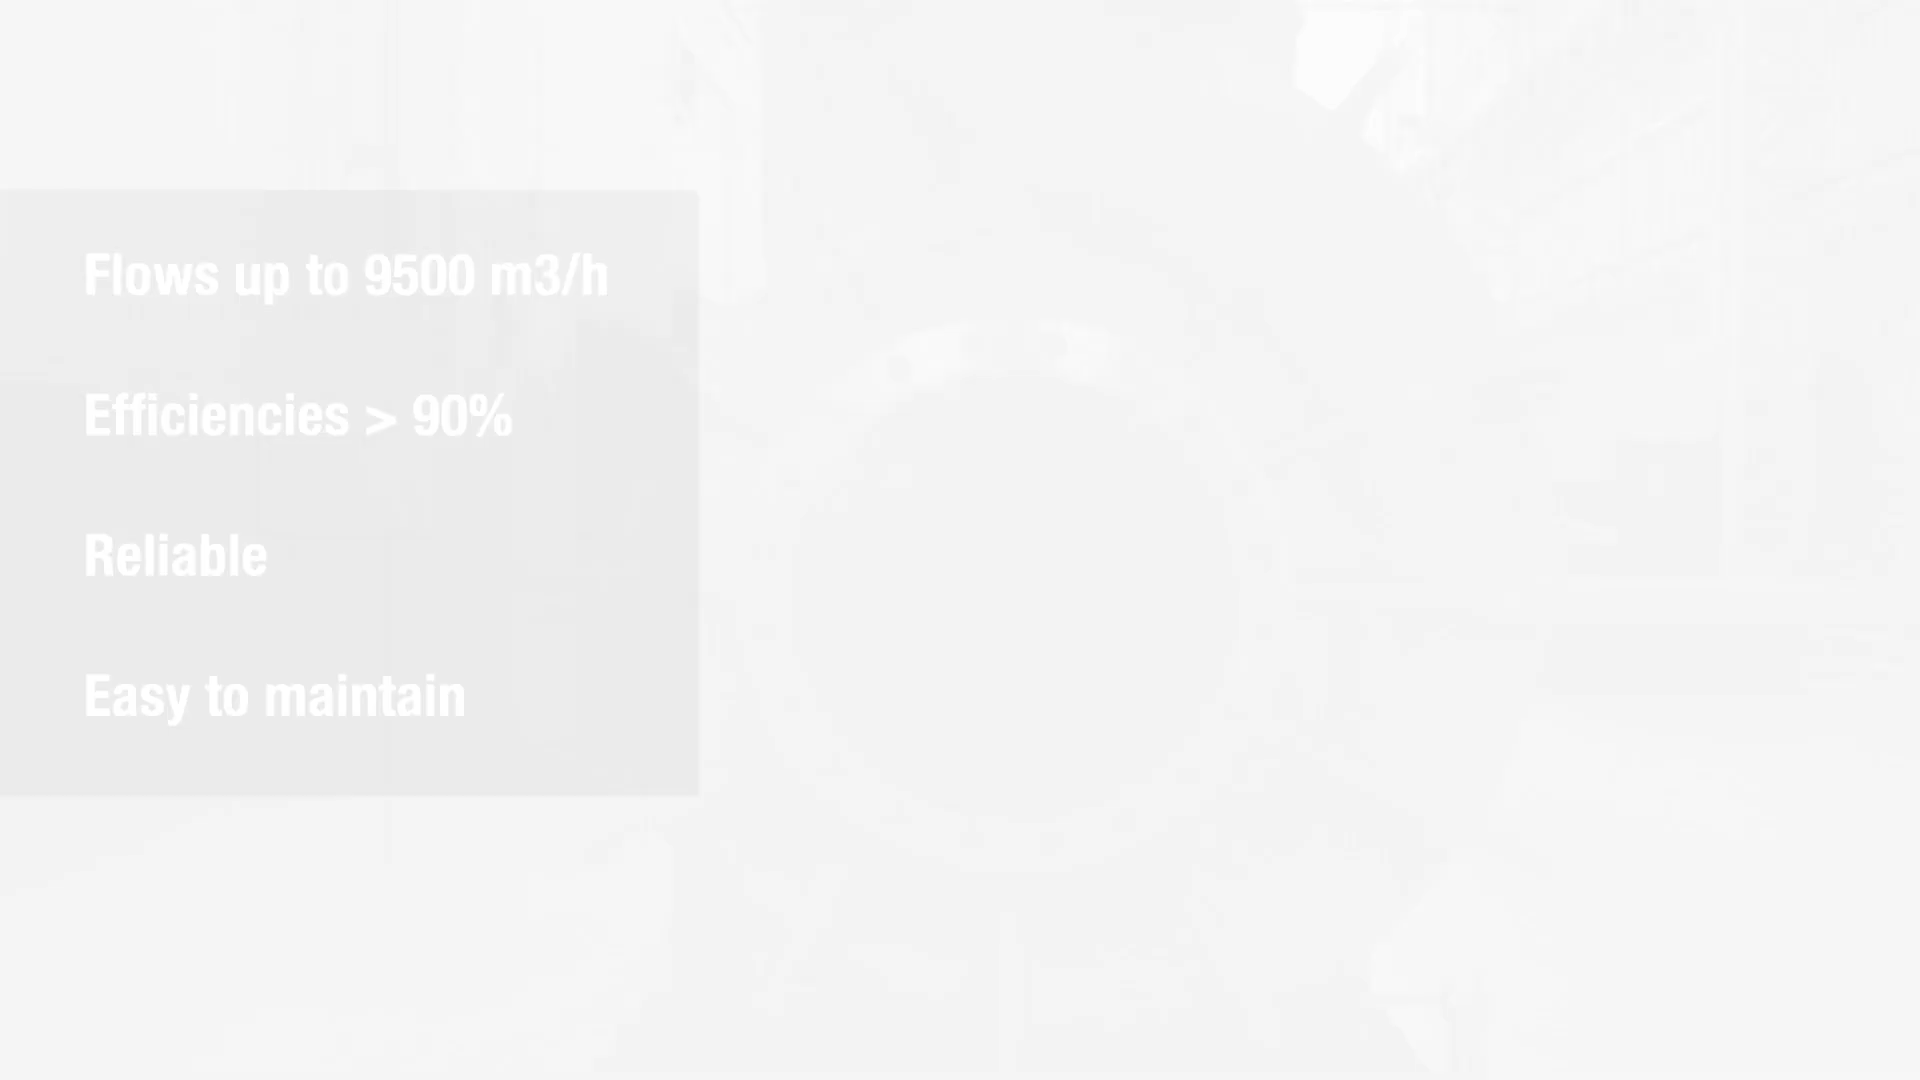 Flows up to 9500 m3/h
Efficiencies > 90%
Reliable
Easy to maintain